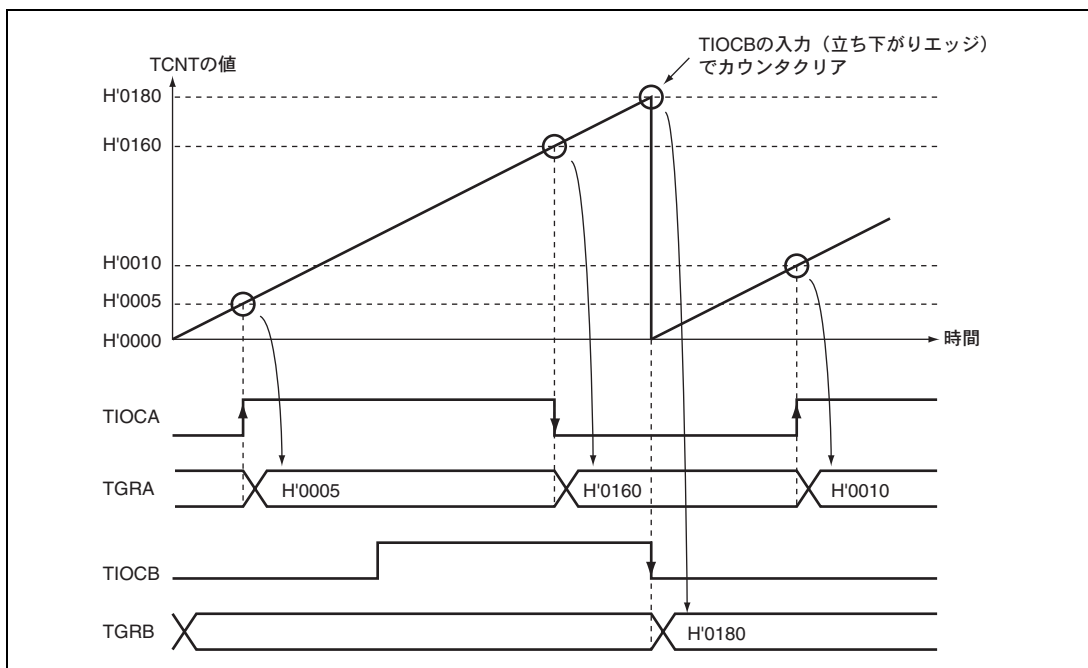 TIOCBの入力（立ち下がりエッジ）
でカウンタクリア
TCNTの値
H'0180
H'0160
H'0010
H'0005
H'0000
時間
TIOCA
TGRA
H'0005
H'0160
H'0010
TIOCB
TGRB
H'0180